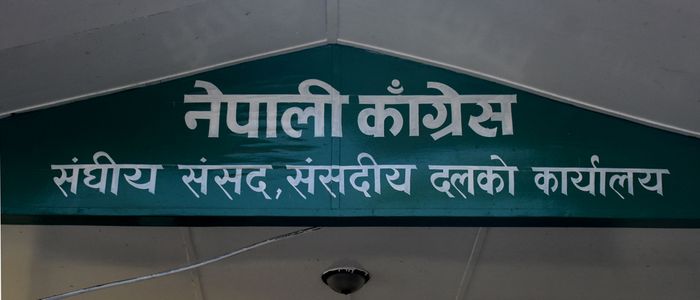 नेपाली काँग्रेस
संघीय संसद, संसदीय दलको कार्यालय